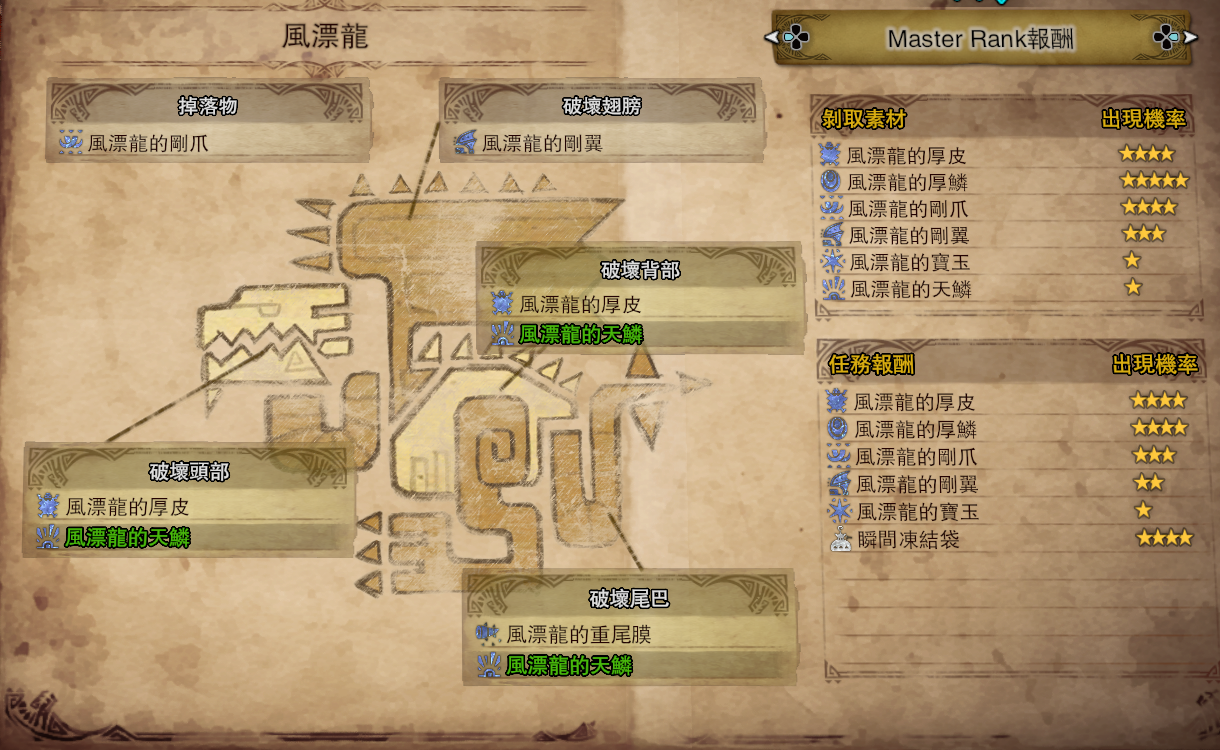 風漂龍
Master Rank報酬
掉落物
風漂龍的剛爪
破壞翅膀
風漂龍的剛翼
破壞背部
風漂龍的厚皮
風漂龍的天鱗
破壞頭部
風漂龍的厚皮
風漂龍的天鱗
破壞尾巴
風漂龍的重尾膜
風漂龍的天鱗
剝取素材 出現機率
風漂龍的厚皮 ★★★★
風漂龍的厚鱗 ★★★★★
風漂龍的剛爪 ★★★★
風漂龍的剛翼 ★★★
風漂龍的寶玉 ★
風漂龍的天鱗 ★
任務報酬 出現機率
風漂龍的厚皮 ★★★★
風漂龍的厚鱗 ★★★★
風漂龍的剛爪 ★★★
風漂龍的剛翼 ★★
風漂龍的寶玉 ★
瞬間凍結袋 ★★★★